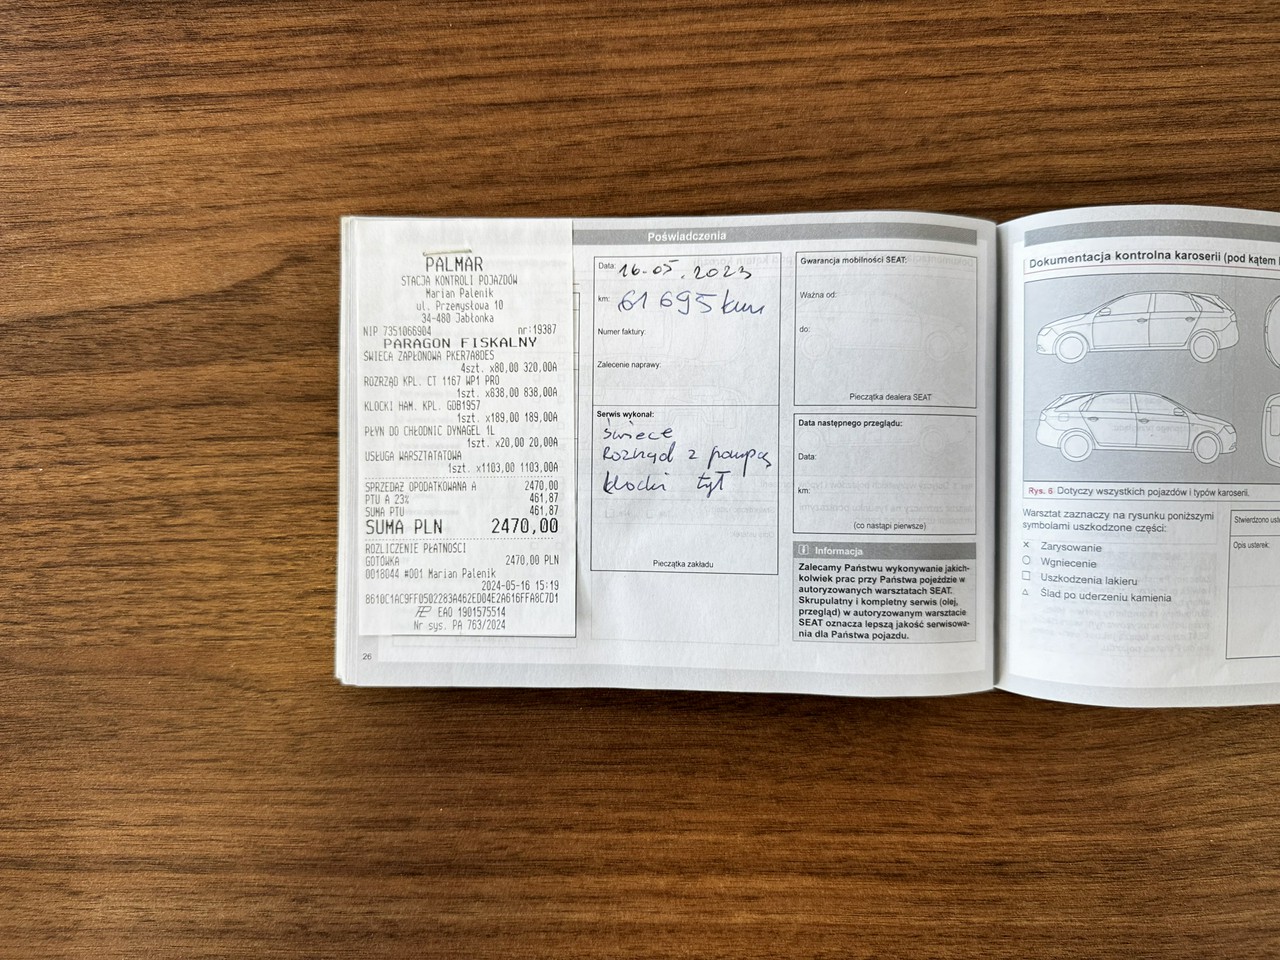 PALMAR
STACJA KONTROLI POJAZDÓW
Marian Palenik
ul. Przemysłowa 10
34-480 Jabłonka
NIP 7351066904 nr:19387
PARAGON FISKALNY
ŚWIECA ZAPŁONOWA PKER7A8DES
4szt. x80,00 320,00A
ROZRZĄD KPL. CT 1167 WP1 PRO
1szt. x838,00 838,00A
KLOCKI HAM. KPL. GDB1957
1szt. x189,00 189,00A
PŁYN DO CHŁODNIC DYNAGEL 1L
1szt. x20,00 20,00A
USŁUGA WARSZTATATOWA
1szt. x1103,00 1103,00A
SPRZEDAŻ OPODATKOWANA A 2470,00
PTU A 23% 461,87
SUMA PTU 461,87
SUMA PLN 2470,00
ROZLICZENIE PŁATNOŚCI
GOTÓWKA 2470,00 PLN
0018044 #001 Marian Palenik
2024-05-16 15:19
8610C1AC9FF0502283A462ED04E2A616FFA8C7D1
EAO 1901575514
Nr sys. PA 763/2024
26
Poświadczenia
Data: 16-05.2023
km: 61 695 km
Numer faktury:
Zalecenie naprawy:
Serwis wykonał:
świece
Rozrząd z pompą
klocki tył
Pieczątka zakładu
Gwarancja mobilności SEAT:
Ważna od:
do:
Pieczątka dealera SEAT
Data następnego przeglądu:
Data:
km:
(co nastąpi pierwsze)
i Informacja
Zalecamy Państwu wykonywanie jakich-
kolwiek prac przy Państwa pojeździe w
autoryzowanych warsztatach SEAT.
Skrupulatny i kompletny serwis (olej,
przegląd) w autoryzowanym warsztacie
SEAT oznacza lepszą jakość serwisowa-
nia dla Państwa pojazdu.
Dokumentacja kontrolna karoserii (pod kątem
Rys. 6 Dotyczy wszystkich pojazdów i typów karoserii.
Warsztat zaznaczy na rysunku poniższymi
symbolami uszkodzone części:
× Zarysowanie
○ Wgniecenie
□ Uszkodzenia lakieru
△ Ślad po uderzeniu kamienia
Stwierdzono
Opis usterek: